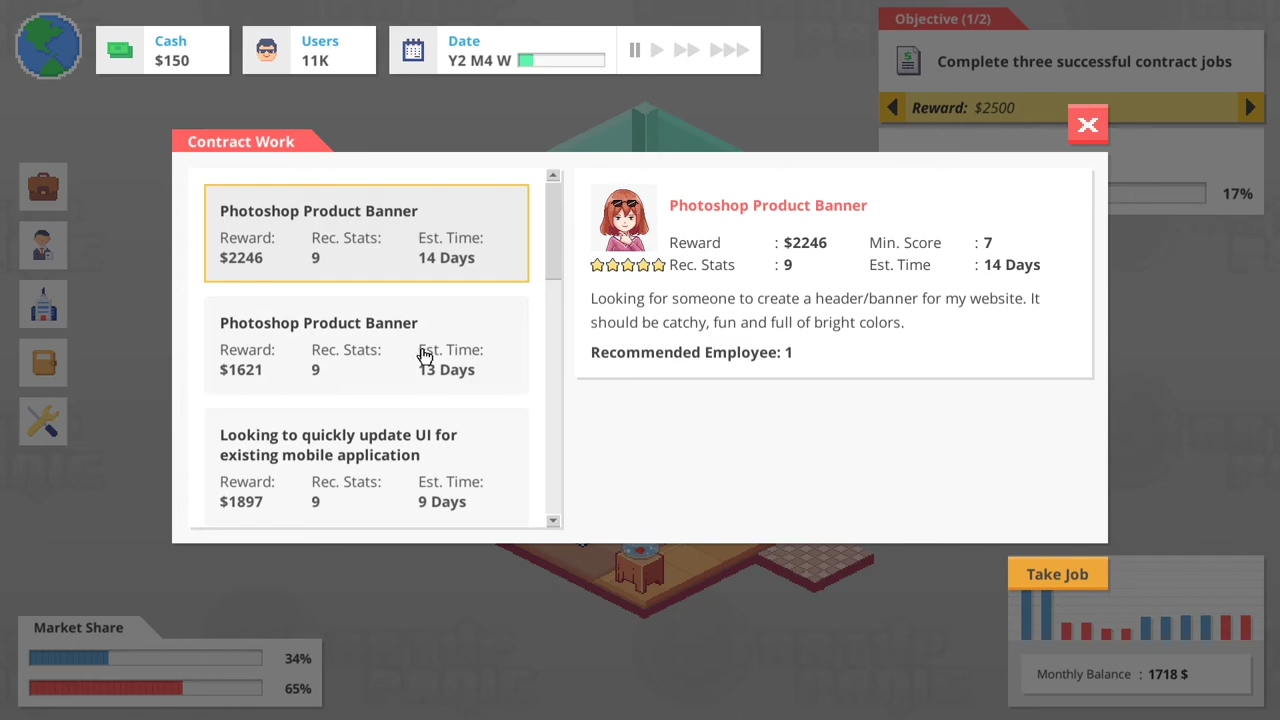 Cash
$150
Users
11K
Date
Y2 M4 W
Objective (1/2)
Complete three successful contract jobs
Reward: $2500
17%
Contract Work
Photoshop Product Banner
Reward: Rec. Stats: Est. Time:
$2246 9 14 Days
Photoshop Product Banner
Reward: Rec. Stats: Est. Time:
$1621 9 13 Days
Looking to quickly update UI for
existing mobile application
Reward: Rec. Stats: Est. Time:
$1897 9 9 Days
Photoshop Product Banner
Reward : $2246 Min. Score : 7
Rec. Stats : 9 Est. Time : 14 Days
Looking for someone to create a header/banner for my website. It
should be catchy, fun and full of bright colors.
Recommended Employee: 1
Take Job
Monthly Balance : 1718 $
Market Share
34%
65%